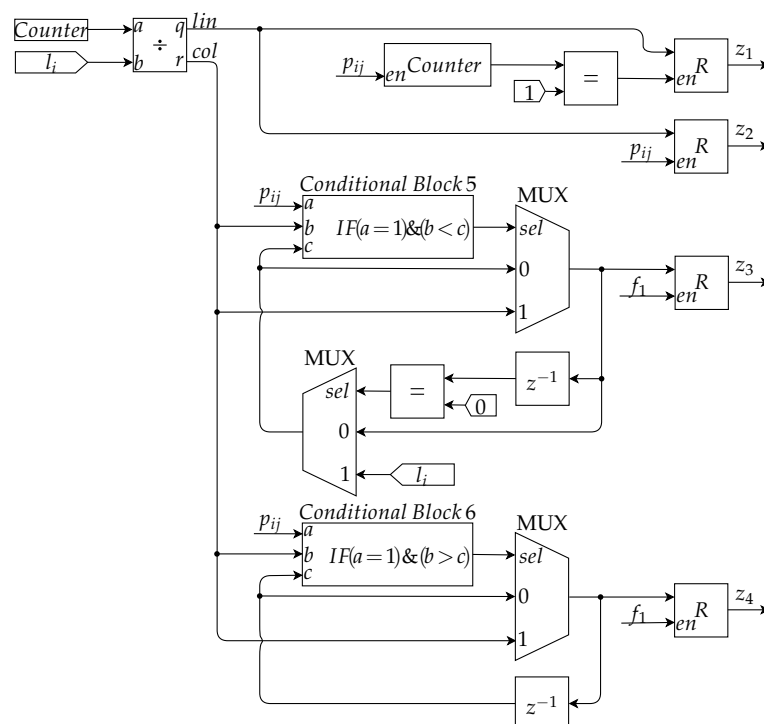 Counter
l_i
a
b
÷
q
r
lin
col
p_ij
en
Counter
1
=
R
en
z_1
R
p_ij
en
z_2
Conditional Block 5
p_ij
a
b
c
IF(a = 1)&(b < c)
MUX
sel
0
1
f_1
R
en
z_3
MUX
sel
0
1
=
z^{-1}
0
l_i
Conditional Block 6
p_ij
a
b
c
IF(a = 1)&(b > c)
MUX
sel
0
1
f_1
R
en
z_4
z^{-1}